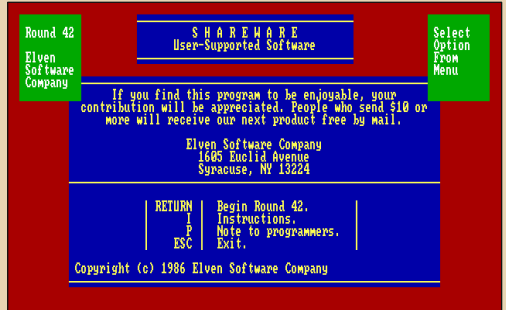 Round 42
Elven
Software
Company
S H A R E W A R E
User-Supported Software
Select
Option
From
Menu
If you find this program to be enjoyable, your
contribution will be appreciated. People who send $10 or
more will receive our next product free by mail.
Elven Software Company
1605 Euclid Avenue
Syracuse, NY 13224
RETURN | Begin Round 42.
I | Instructions.
P | Note to programmers.
ESC | Exit.
Copyright (c) 1986 Elven Software Company